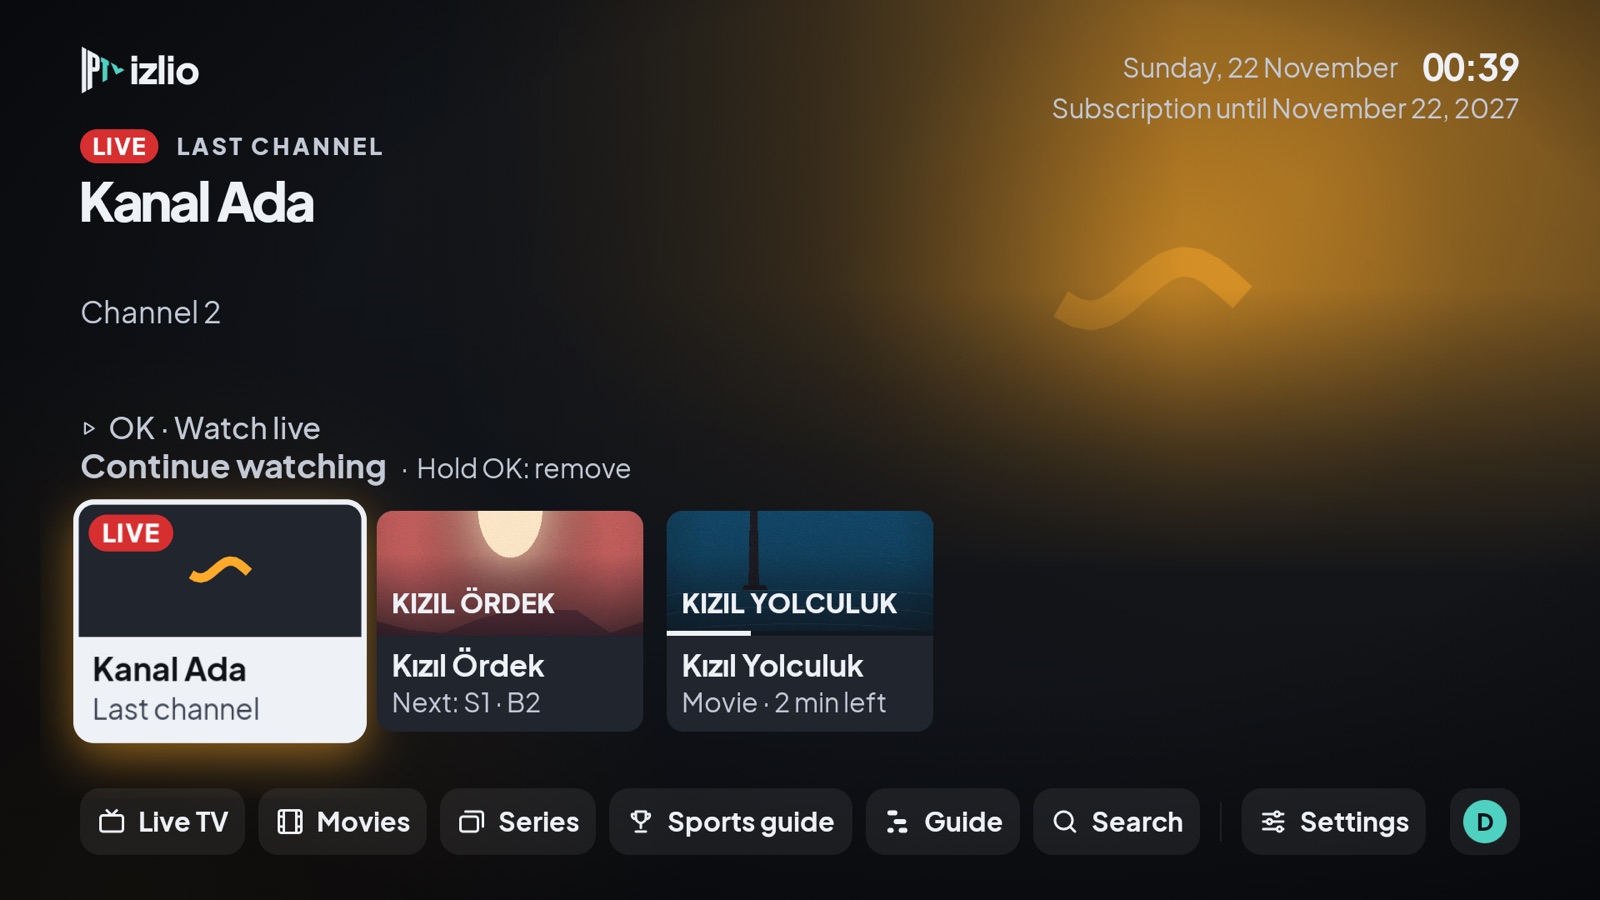 IPTV izlio
Sunday, 22 November 00:39
Subscription until November 22, 2027
LIVE LAST CHANNEL
Kanal Ada
Channel 2
OK · Watch live
Continue watching · Hold OK: remove
LIVE
Kanal Ada
Last channel
KIZIL ÖRDEK
Kızıl Ördek
Next: S1 · B2
KIZIL YOLCULUK
Kızıl Yolculuk
Movie · 2 min left
Live TV
Movies
Series
Sports guide
Guide
Search
Settings
D